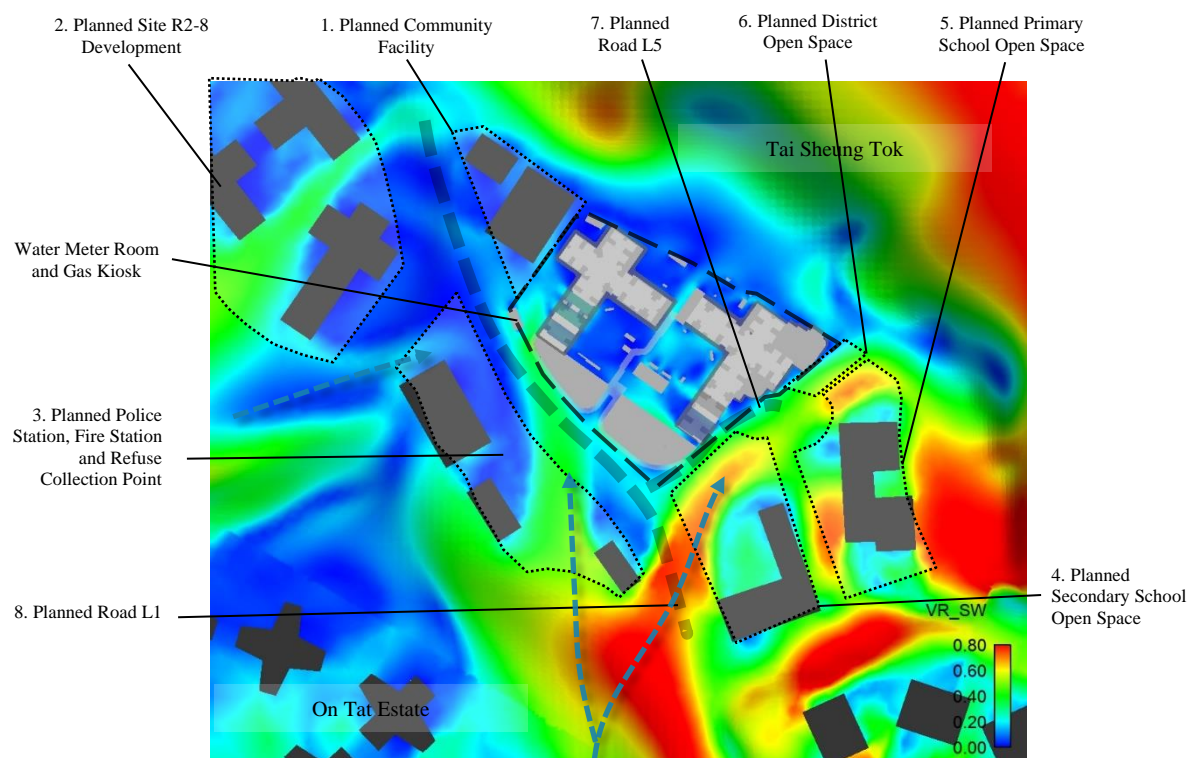 2. Planned Site R2-8
Development
1. Planned Community
Facility
7. Planned
Road L5
6. Planned District
Open Space
5. Planned Primary
School Open Space
Tai Sheung Tok
Water Meter Room
and Gas Kiosk
3. Planned Police
Station, Fire Station
and Refuse
Collection Point
8. Planned Road L1
4. Planned
Secondary School
Open Space
On Tat Estate
VR_SW
0.80
0.60
0.40
0.20
0.00